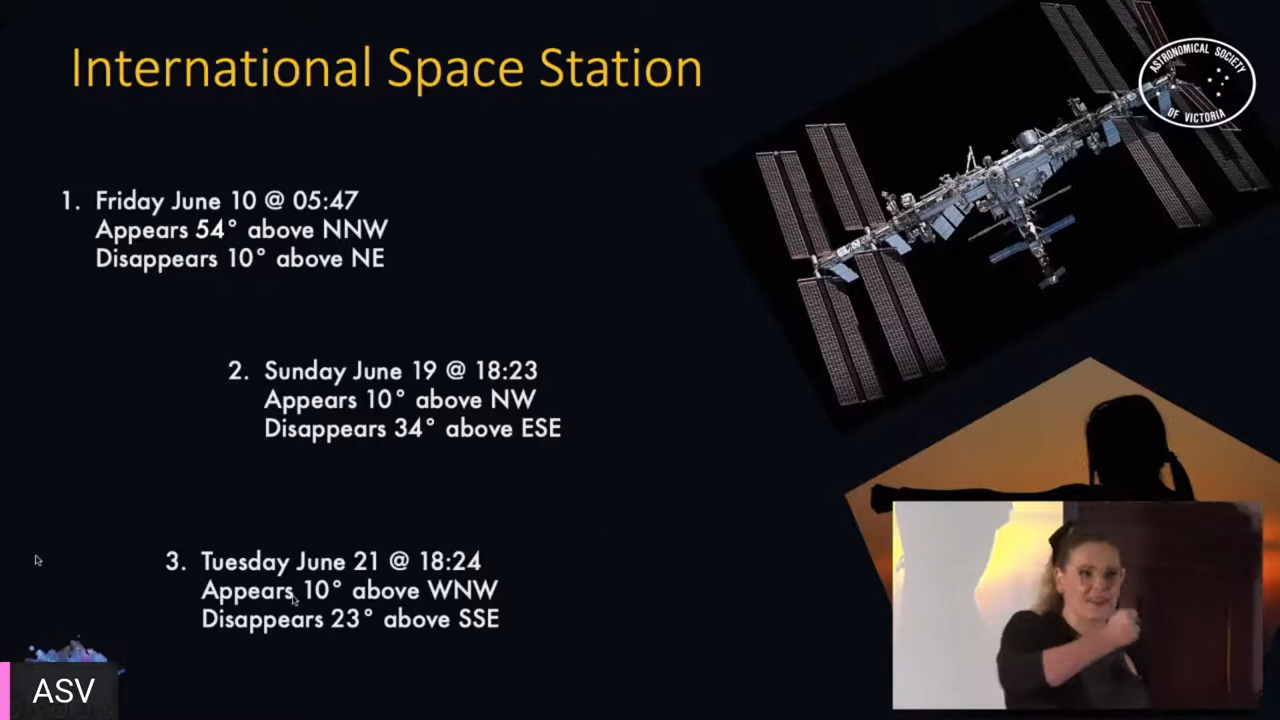 International Space Station
ASTRONOMICAL SOCIETY
OF VICTORIA
1. Friday June 10 @ 05:47
Appears 54° above NNW
Disappears 10° above NE
2. Sunday June 19 @ 18:23
Appears 10° above NW
Disappears 34° above ESE
3. Tuesday June 21 @ 18:24
Appears 10° above WNW
Disappears 23° above SSE
ASV